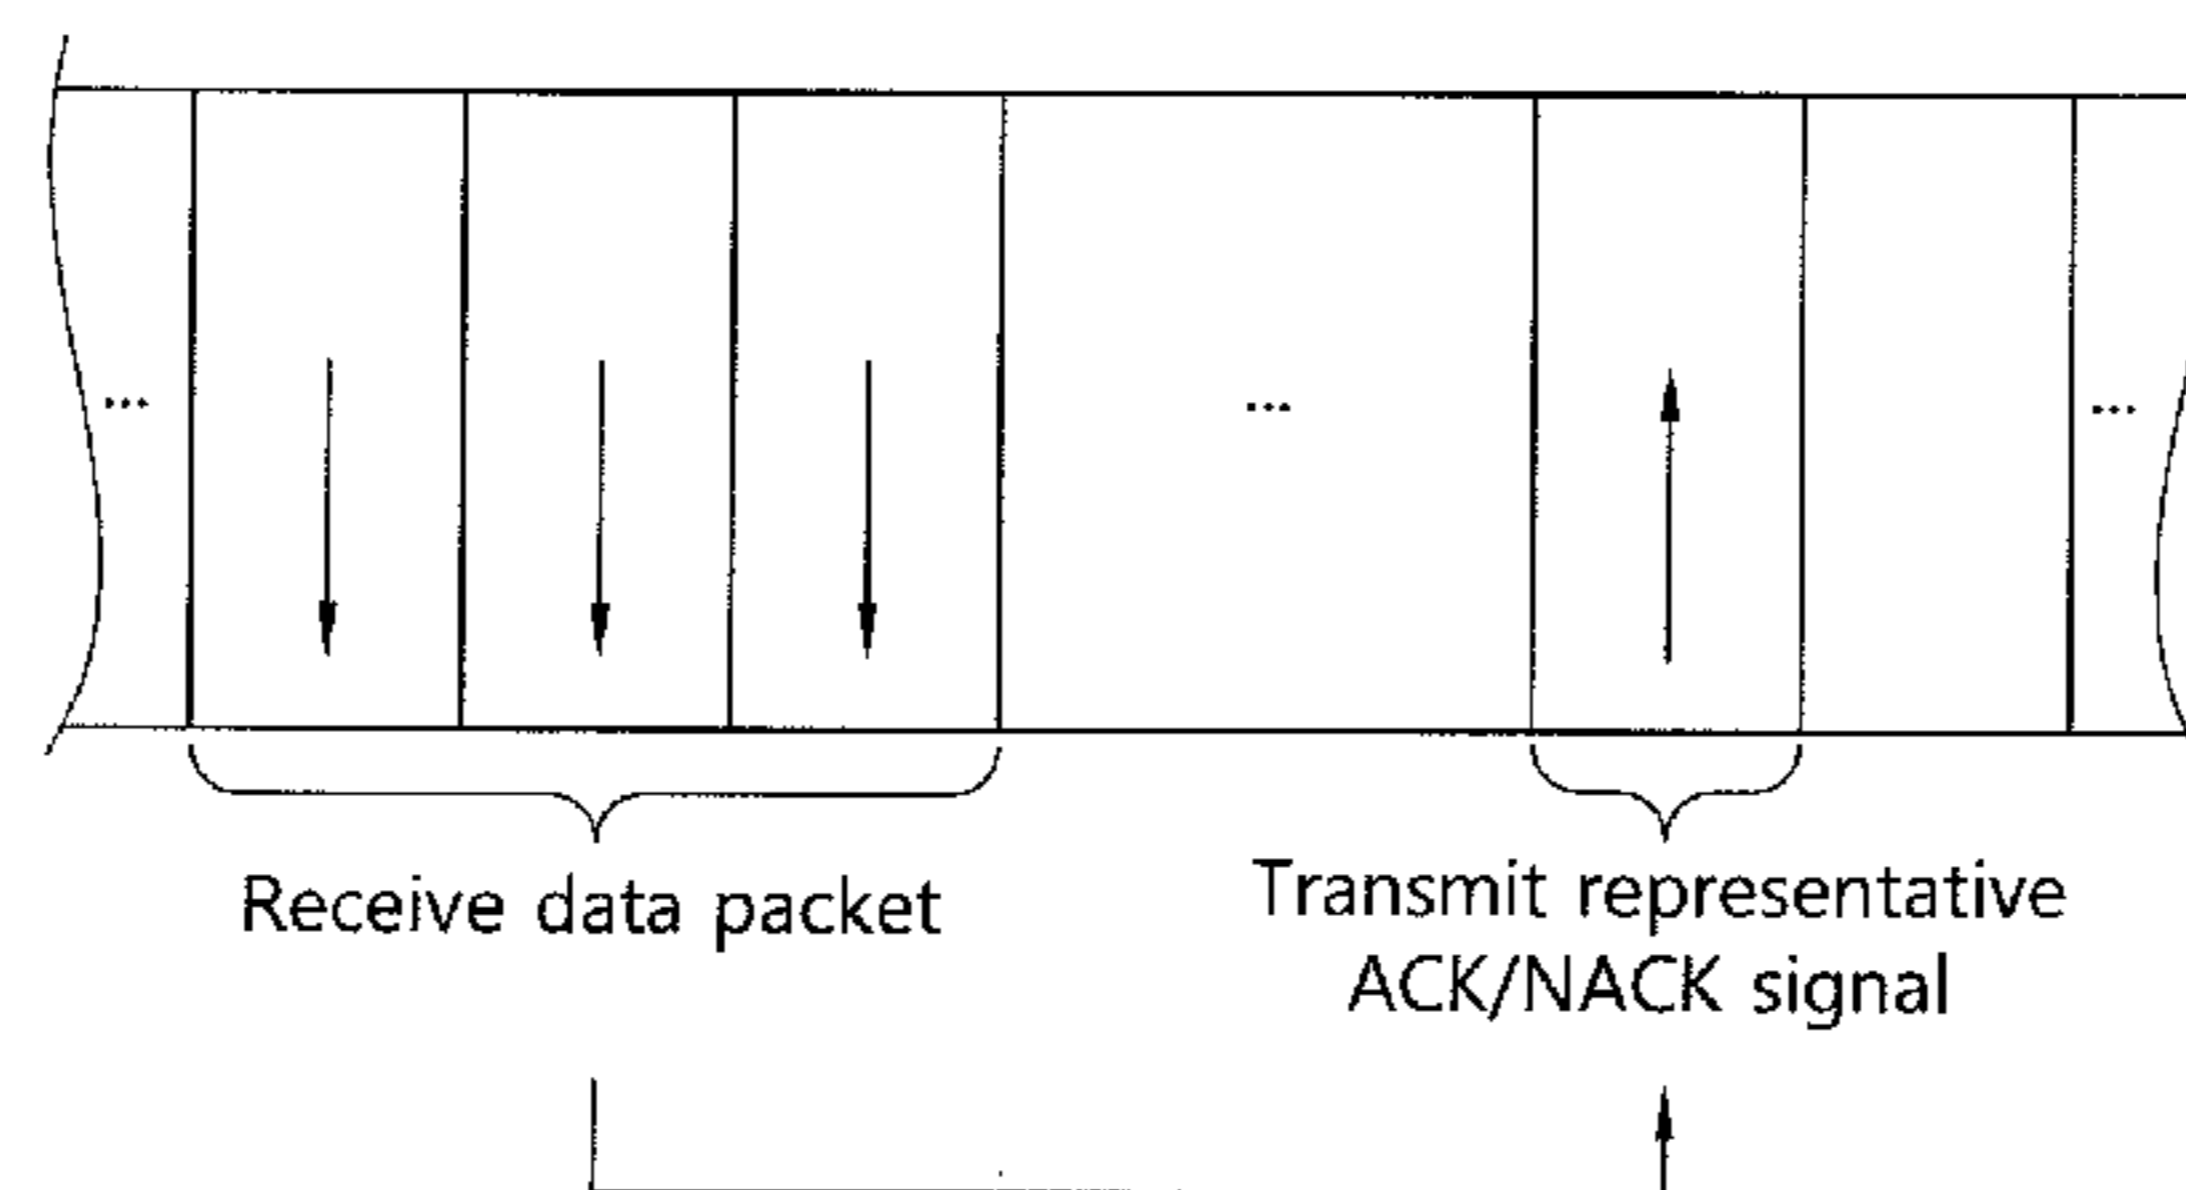 ... ... ...
Receive data packet
Transmit representative
ACK/NACK signal